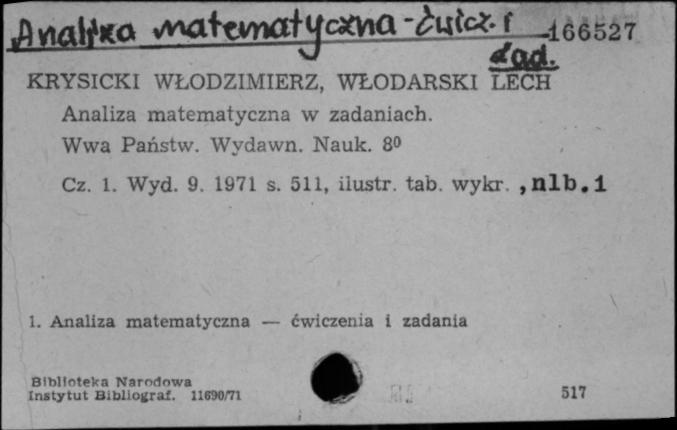 Analiza matematyczna - ćwicz. i zad.
166527
KRYSICKI WŁODZIMIERZ, WŁODARSKI LECH
Analiza matematyczna w zadaniach.
Wwa Państw. Wydawn. Nauk. 8⁰
Cz. 1. Wyd. 9. 1971 s. 511, ilustr. tab. wykr. , nlb. 1
1. Analiza matematyczna — ćwiczenia i zadania
Biblioteka Narodowa
Instytut Bibliograf. 11690/71
517